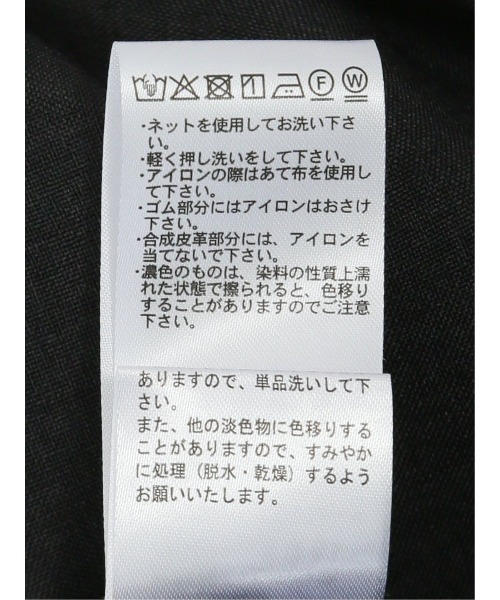 F W
・ネットを使用してお洗い下さ
い。
・軽く押し洗いをして下さい。
・アイロンの際はあて布を使用し
て下さい。
・ゴム部分にはアイロンはおさけ
下さい。
・合成皮革部分には、アイロンを
当てないで下さい。
・濃色のものは、染料の性質上濡
れた状態で擦られると、色移り
することがありますのでご注意
下さい。
ありますので、単品洗いして下
さい。
また、他の淡色物に色移りする
ことがありますので、すみやか
に処理（脱水・乾燥）するよう
お願いいたします。